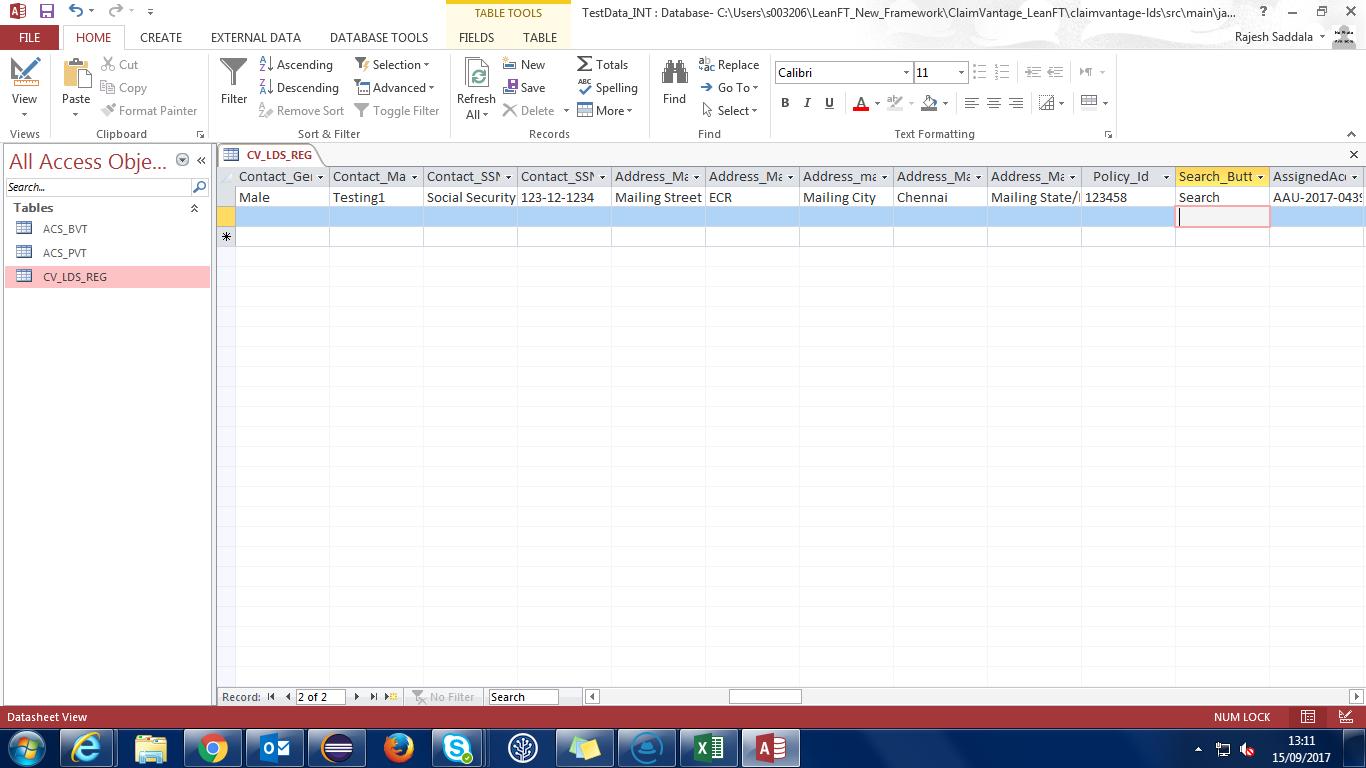 TABLE TOOLS
TestData_INT : Database- C:\Users\s003206\LeanFT_New_Framework\ClaimVantage_LeanFT\claimvantage-lds\src\main\ja...
?
FILE HOME CREATE EXTERNAL DATA DATABASE TOOLS FIELDS TABLE Rajesh Saddala
View
Views
Paste
Cut
Copy
Format Painter
Clipboard
Filter
Ascending
Descending
Remove Sort
Selection
Advanced
Toggle Filter
Sort & Filter
Refresh
All
New
Save
Delete
Totals
Spelling
More
Records
Find
Replace
Go To
Select
Find
Calibri 11
B I U A
Text Formatting
All Access Obje...
Search...
Tables
ACS_BVT
ACS_PVT
CV_LDS_REG
CV_LDS_REG
Contact_Ge Contact_Ma Contact_SSN Contact_SSN Address_Ma Address_Ma Address_ma Address_Ma Address_Ma Policy_Id Search_Butt AssignedAcc
Male Testing1 Social Security 123-12-1234 Mailing Street ECR Mailing City Chennai Mailing State/ 123458 Search AAU-2017-0439
Record: 2 of 2 No Filter Search
Datasheet View NUM LOCK
13:11
15/09/2017